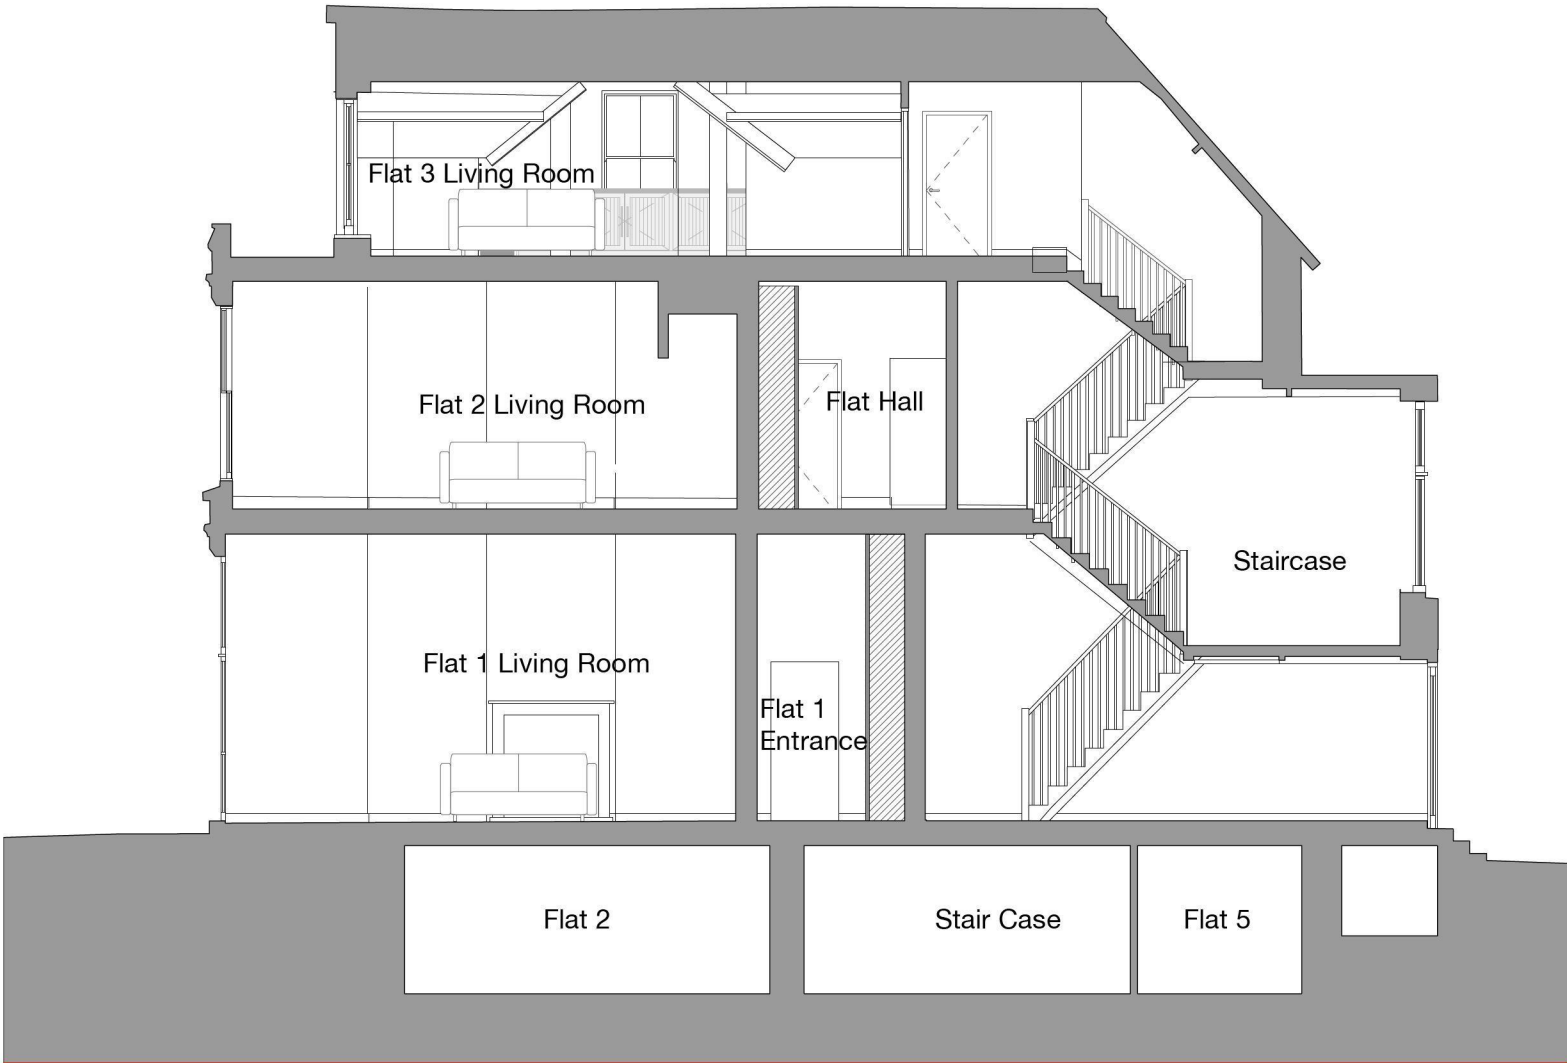 Flat 3 Living Room
Flat 2 Living Room
Flat Hall
Staircase
Flat 1 Living Room
Flat 1
Entrance
Flat 2
Stair Case
Flat 5